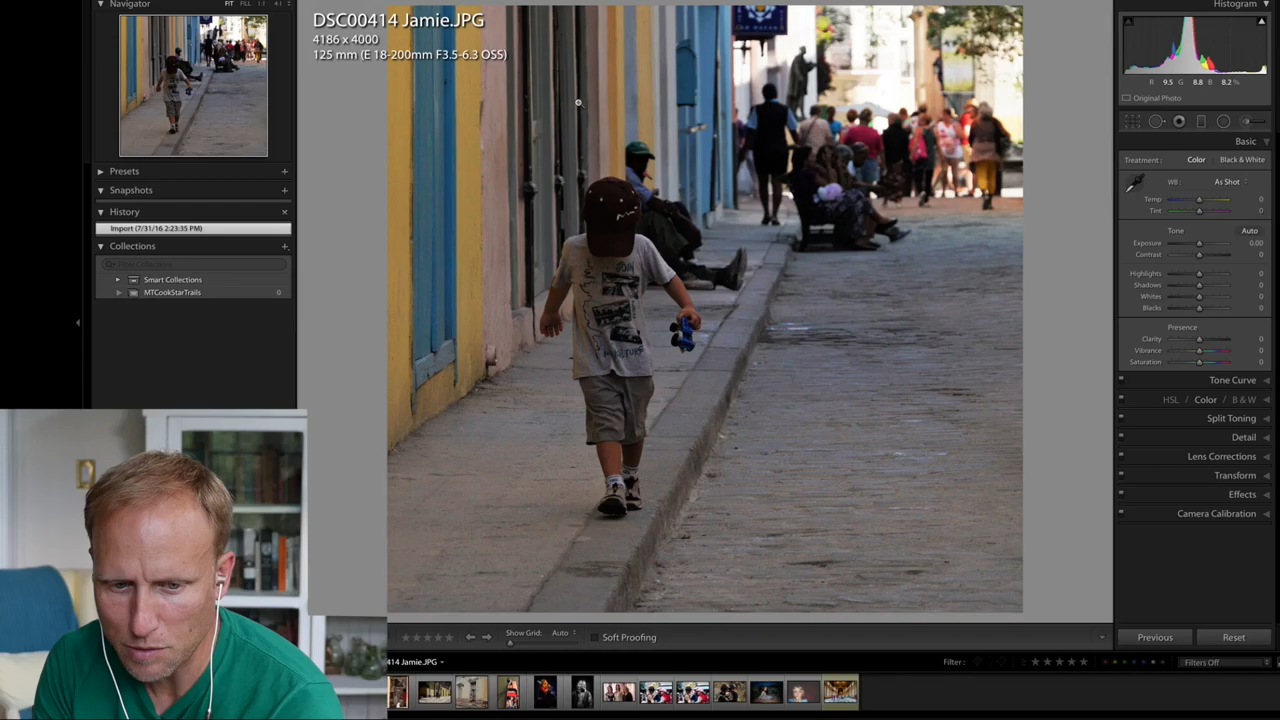 Navigator
FIT FILL 1:1 4:1
Presets
Snapshots
History
Import (7/31/16 2:23:35 PM)
Collections
Filter Collections
Smart Collections
MTCookStarTrails 0
DSC00414 Jamie.JPG
4186 x 4000
125 mm (E 18-200mm F3.5-6.3 OSS)
JOIN
Histogram
R 9.5 G 8.8 B 8.2 %
Original Photo
Basic
Treatment: Color Black & White
WB: As Shot
Temp 0
Tint 0
Tone Auto
Exposure 0.00
Contrast 0
Highlights 0
Shadows 0
Whites 0
Blacks 0
Presence
Clarity 0
Vibrance 0
Saturation 0
Tone Curve
HSL / Color / B & W
Split Toning
Detail
Lens Corrections
Transform
Effects
Camera Calibration
Show Grid: Auto
Soft Proofing
Previous Reset
414 Jamie.JPG
Filter:
Filters Off